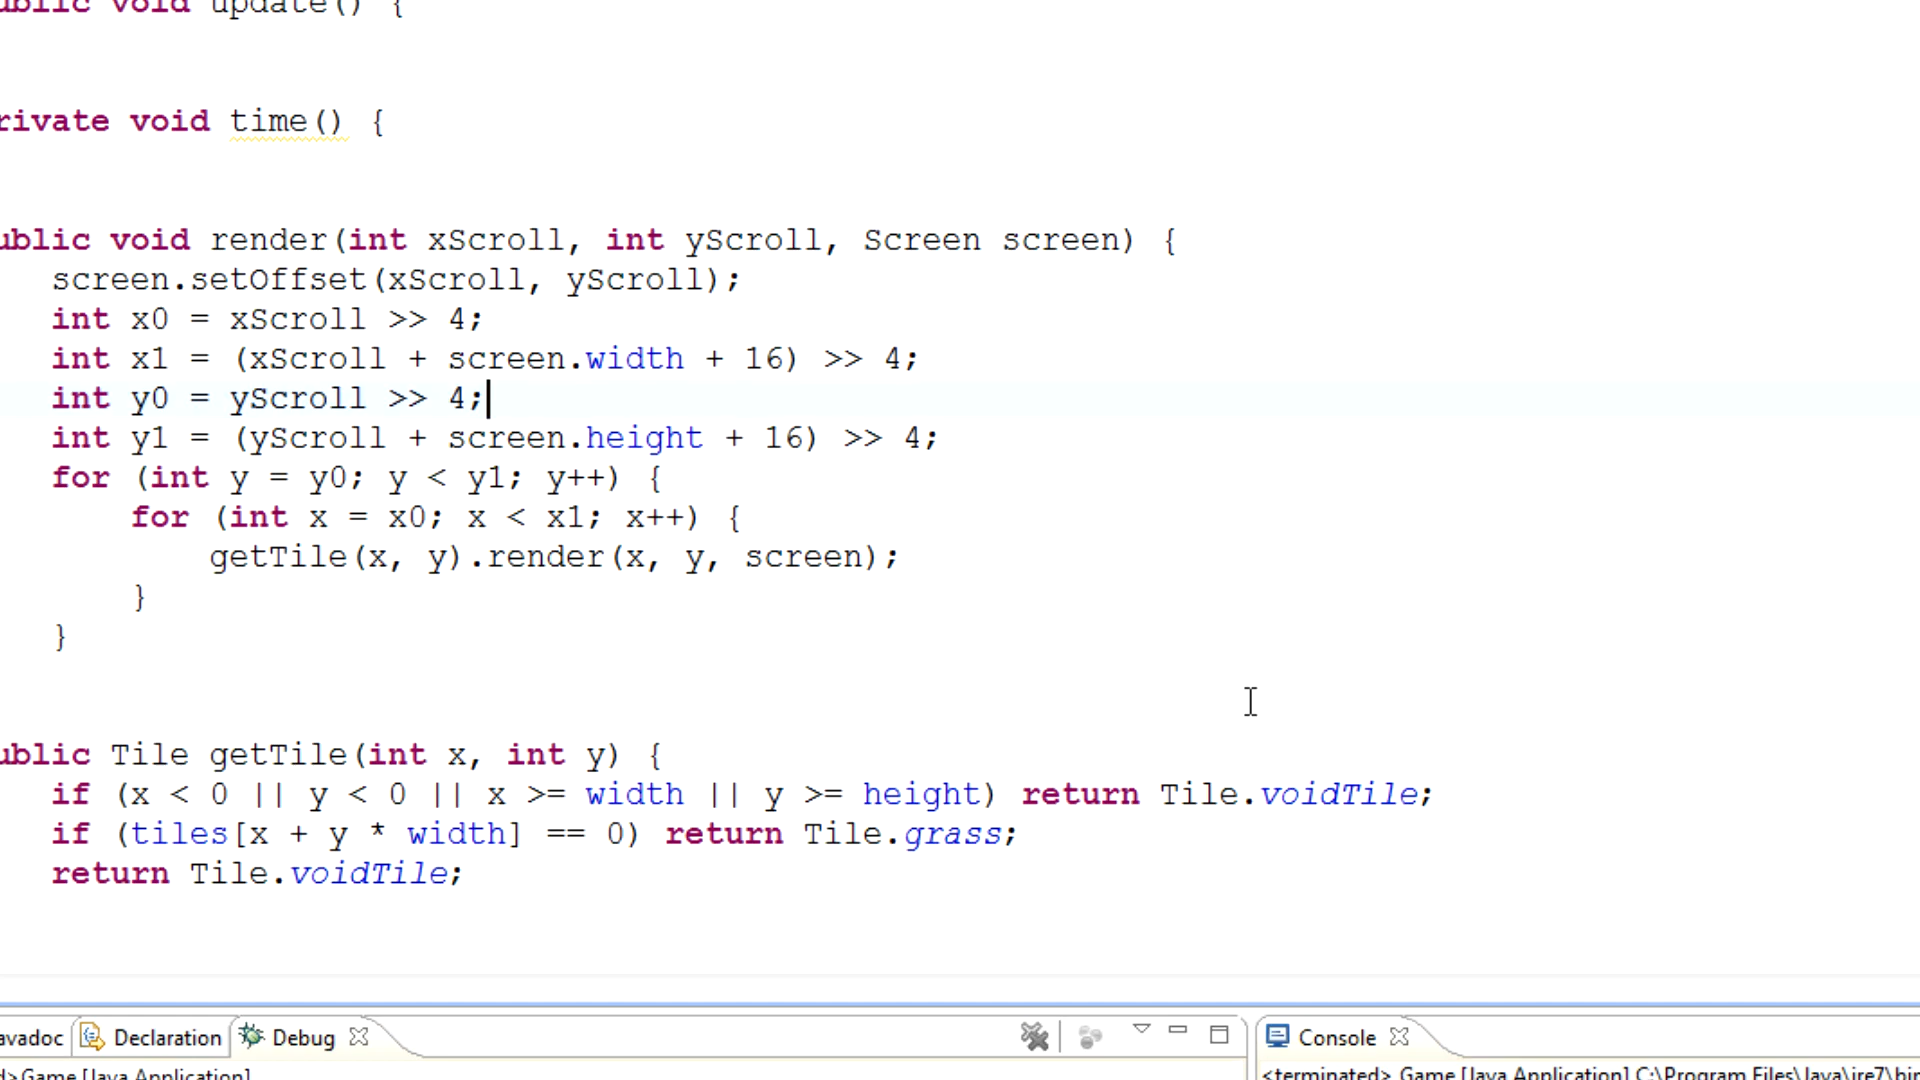 ublic void update() {
rivate void time() {
ublic void render(int xScroll, int yScroll, Screen screen) {
screen.setOffset(xScroll, yScroll);
int x0 = xScroll >> 4;
int x1 = (xScroll + screen.width + 16) >> 4;
int y0 = yScroll >> 4;
int y1 = (yScroll + screen.height + 16) >> 4;
for (int y = y0; y < y1; y++) {
for (int x = x0; x < x1; x++) {
getTile(x, y).render(x, y, screen);
}
}
ublic Tile getTile(int x, int y) {
if (x < 0 || y < 0 || x >= width || y >= height) return Tile.voidTile;
if (tiles[x + y * width] == 0) return Tile.grass;
return Tile.voidTile;
avadoc Declaration Debug Console
d>Game [Java Application]
<terminated> Game [Java Application] C:\Program Files\Java\jre7\bin